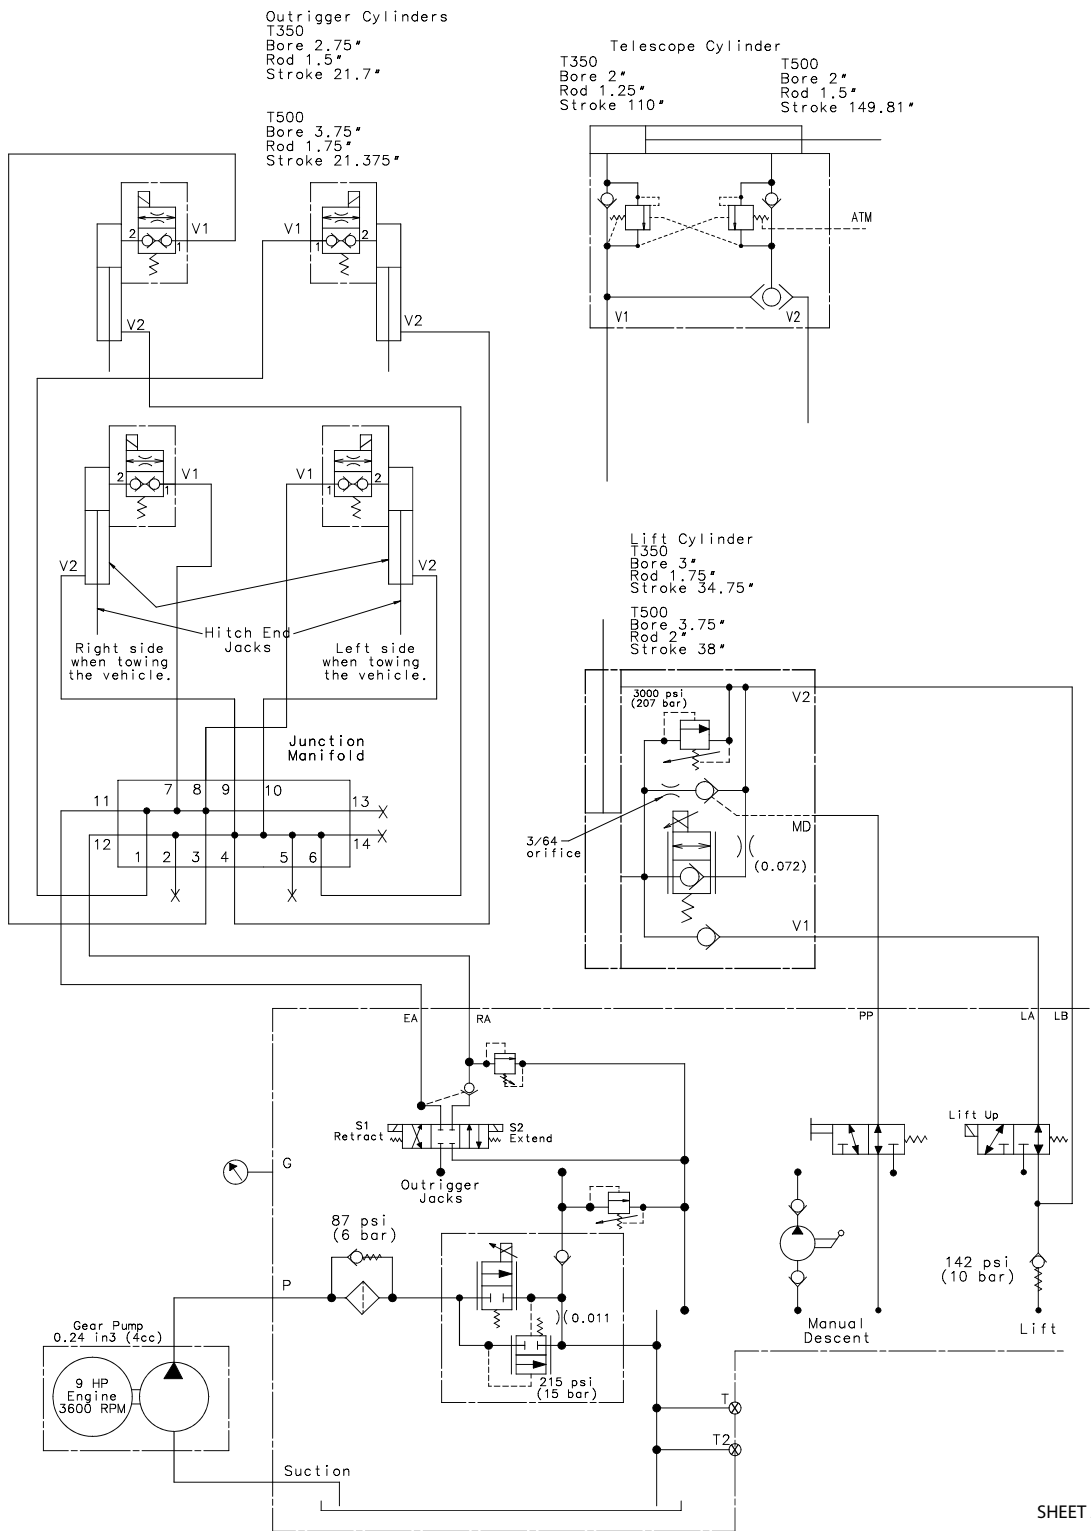 Outrigger Cylinders
T350
Bore 2.75"
Rod 1.5"
Stroke 21.7"
T500
Bore 3.75"
Rod 1.75"
Stroke 21.375"
Telescope Cylinder
T350
Bore 2"
Rod 1.25"
Stroke 110"
T500
Bore 2"
Rod 1.5"
Stroke 149.81"
ATM
V1
V2
2
1
V1
V2
V1
1
2
V2
2
1
V1
V2
V1
1
2
V2
Hitch End
Jacks
Right side
when towing
the vehicle.
Left side
when towing
the vehicle.
Junction
Manifold
7
8
9
10
11
13
12
14
1
2
3
4
5
6
Lift Cylinder
T350
Bore 3"
Rod 1.75"
Stroke 34.75"
T500
Bore 3.75"
Rod 2"
Stroke 38"
3000 psi
(207 bar)
V2
3/64
orifice
MD
(0.072)
V1
EA
RA
PP
LA
LB
S1
Retract
S2
Extend
Outrigger
Jacks
Lift Up
G
87 psi
(6 bar)
P
0.011
215 psi
(15 bar)
142 psi
(10 bar)
Manual
Descent
Lift
Gear Pump
0.24 in3 (4cc)
9 HP
Engine
3600 RPM
T
T2
Suction
SHEET